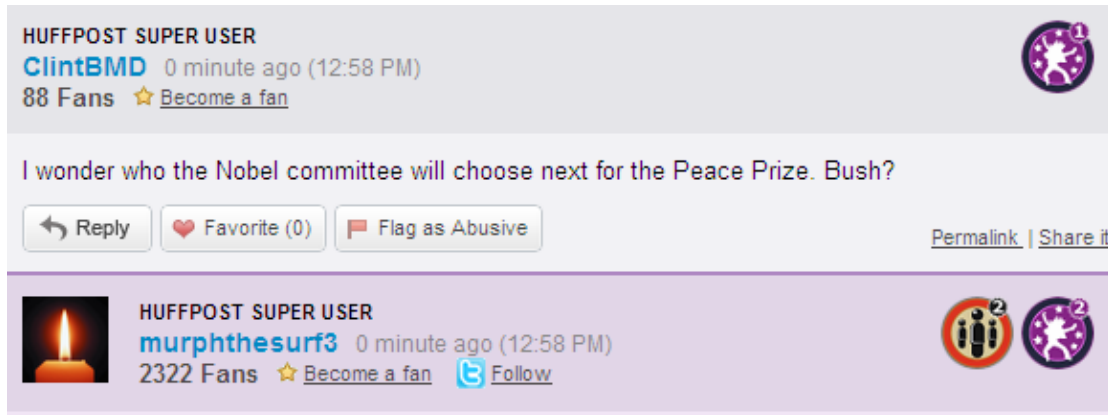 HUFFPOST SUPER USER
1
ClintBMD 0 minute ago (12:58 PM)
88 Fans Become a fan
I wonder who the Nobel committee will choose next for the Peace Prize. Bush?
Reply Favorite (0) Flag as Abusive
Permalink | Share it
HUFFPOST SUPER USER
2 2
murphthesurf3 0 minute ago (12:58 PM)
2322 Fans Become a fan Follow